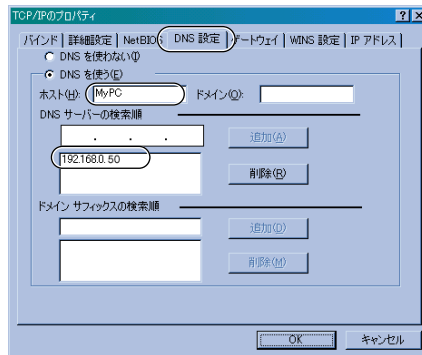 TCP/IPのプロパティ
バインド 詳細設定 NetBIOS DNS 設定 ゲートウェイ WINS 設定 IP アドレス
DNS を使わない(I)
DNS を使う(E)
ホスト(H): MyPC ドメイン(O):
DNS サーバーの検索順
. . . 追加(A)
192.168.0.50
削除(R)
ドメイン サフィックスの検索順
追加(D)
削除(M)
OK キャンセル